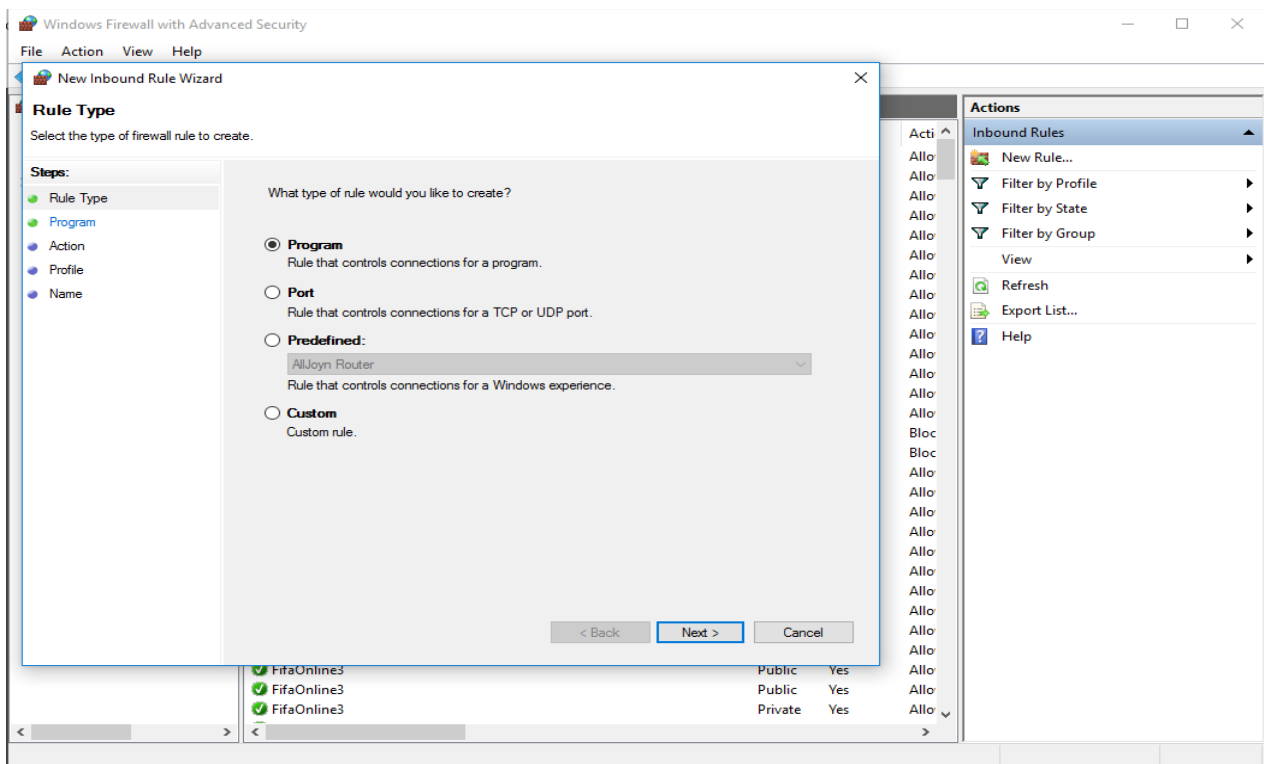 Windows Firewall with Advanced Security
File Action View Help
New Inbound Rule Wizard
Rule Type
Select the type of firewall rule to create.
Steps:
Rule Type
Program
Action
Profile
Name
What type of rule would you like to create?
Program
Rule that controls connections for a program.
Port
Rule that controls connections for a TCP or UDP port.
Predefined:
AllJoyn Router
Rule that controls connections for a Windows experience.
Custom
Custom rule.
< Back Next > Cancel
Acti
Allo
Allo
Allo
Allo
Allo
Allo
Allo
Allo
Allo
Allo
Allo
Allo
Allo
Allo
Bloc
Bloc
Allo
Allo
Allo
Allo
Allo
Allo
Allo
Allo
Allo
Allo
FifaOnline3 Public Yes Allo
FifaOnline3 Public Yes Allo
FifaOnline3 Private Yes Allo
Actions
Inbound Rules
New Rule...
Filter by Profile
Filter by State
Filter by Group
View
Refresh
Export List...
Help